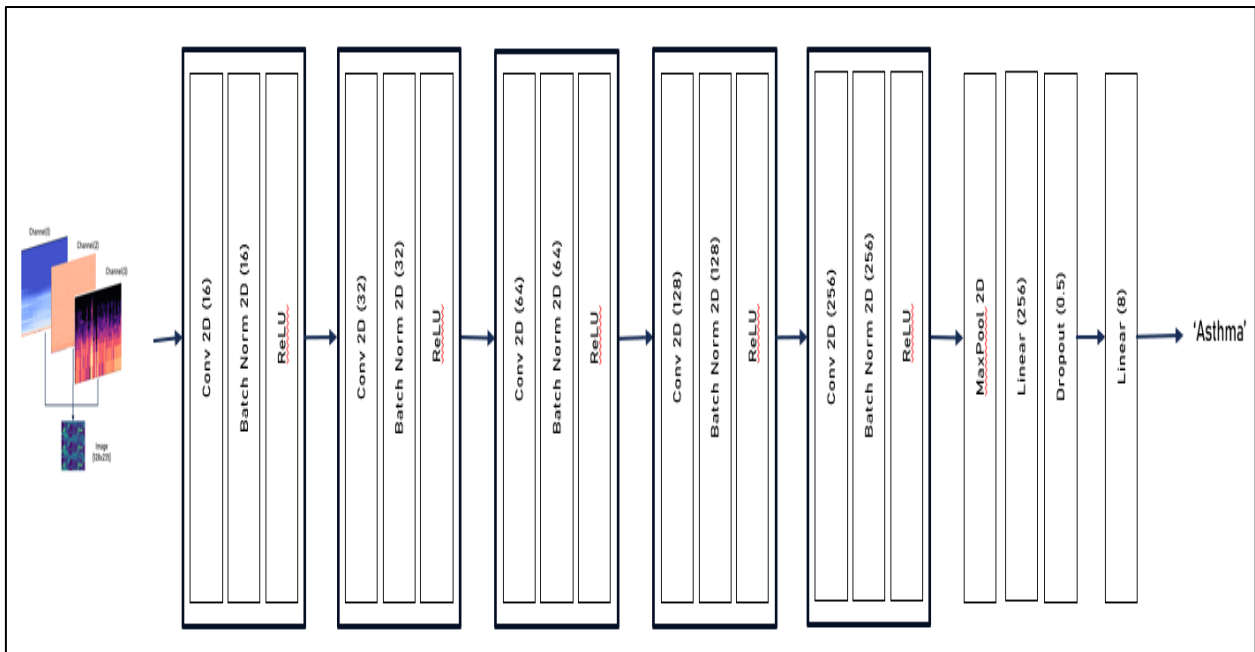 Channel(1)
Channel(2)
Channel(3)
Image
Conv 2D (16)
Batch Norm 2D (16)
ReLU
Conv 2D (32)
Batch Norm 2D (32)
ReLU
Conv 2D (64)
Batch Norm 2D (64)
ReLU
Conv 2D (128)
Batch Norm 2D (128)
ReLU
Conv 2D (256)
Batch Norm 2D (256)
ReLU
MaxPool 2D
Linear (256)
Dropout (0.5)
Linear (8)
‘Asthma’